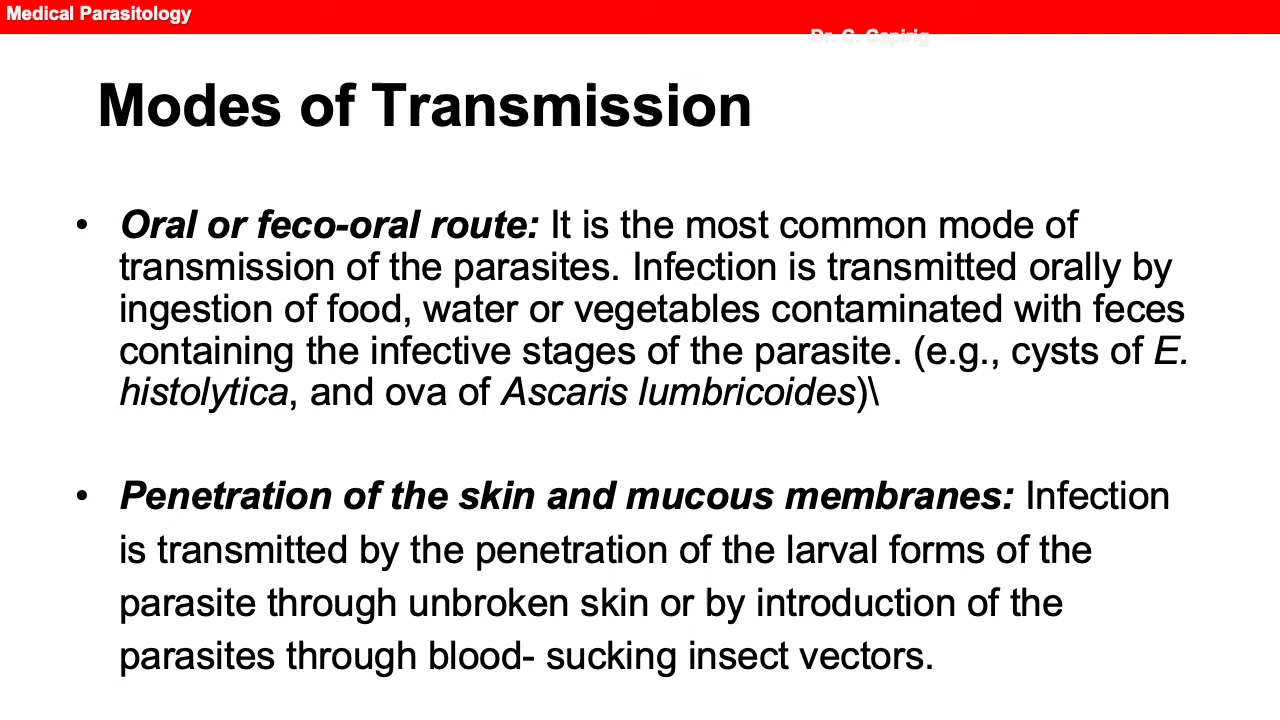 Medical Parasitology
Dr. C. Capirig
Modes of Transmission
• Oral or feco-oral route: It is the most common mode of
transmission of the parasites. Infection is transmitted orally by
ingestion of food, water or vegetables contaminated with feces
containing the infective stages of the parasite. (e.g., cysts of E.
histolytica, and ova of Ascaris lumbricoides)\
• Penetration of the skin and mucous membranes: Infection
is transmitted by the penetration of the larval forms of the
parasite through unbroken skin or by introduction of the
parasites through blood- sucking insect vectors.